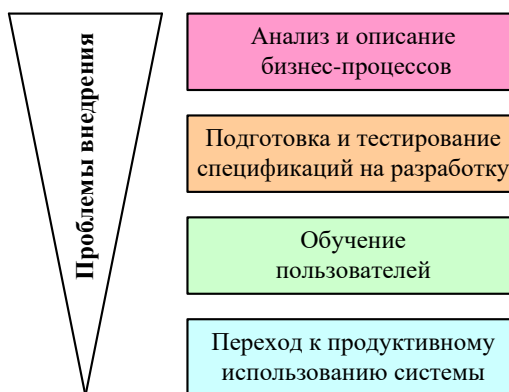 Проблемы внедрения
Анализ и описание
бизнес-процессов
Подготовка и тестирование
спецификаций на разработку
Обучение
пользователей
Переход к продуктивному
использованию системы